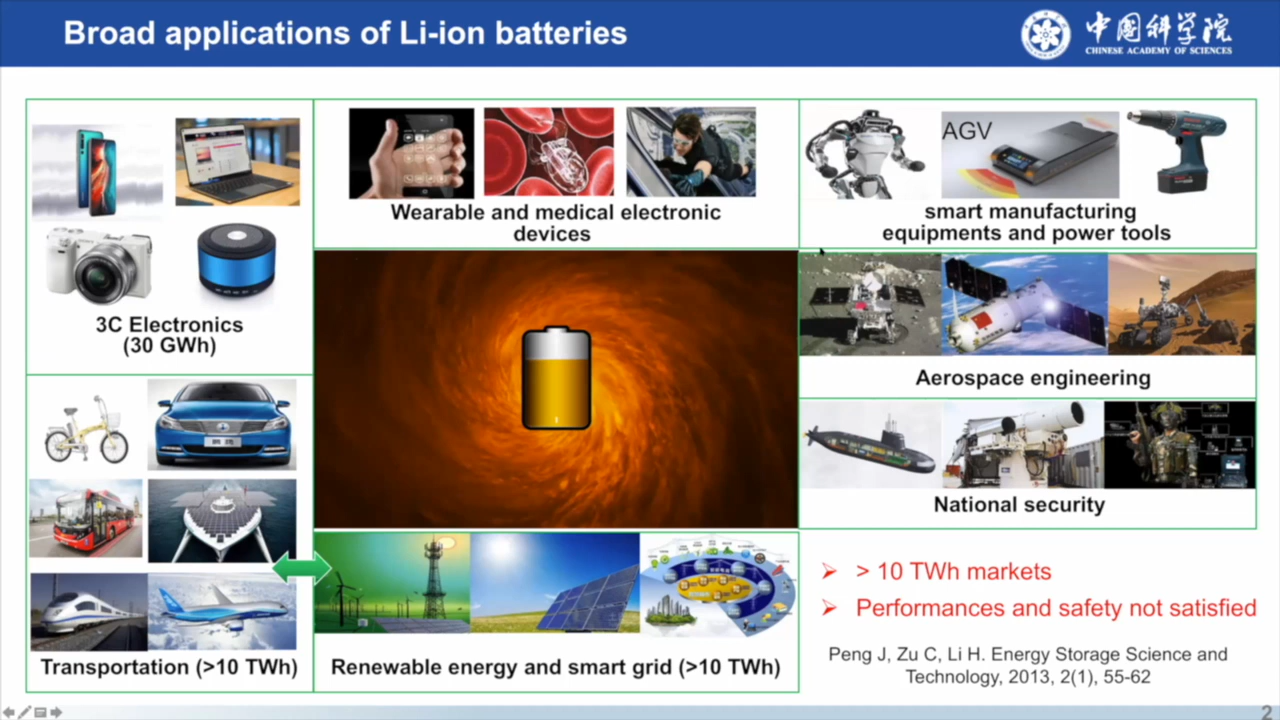 Broad applications of Li-ion batteries
中国科学院
CHINESE ACADEMY OF SCIENCES
3C Electronics
(30 GWh)
Wearable and medical electronic
devices
AGV
smart manufacturing
equipments and power tools
Aerospace engineering
National security
Transportation (>10 TWh)
Renewable energy and smart grid (>10 TWh)
➢ > 10 TWh markets
➢ Performances and safety not satisfied
Peng J, Zu C, Li H. Energy Storage Science and
Technology, 2013, 2(1), 55-62
2